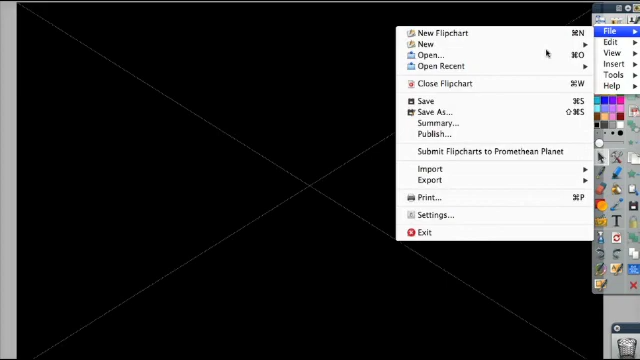 New Flipchart ⌘N
New
Open... ⌘O
Open Recent
Close Flipchart ⌘W
Save ⌘S
Save As... ⇧⌘S
Summary...
Publish...
Submit Flipcharts to Promethean Planet
Import
Export
Print... ⌘P
Settings...
Exit
File
Edit
View
Insert
Tools
Help